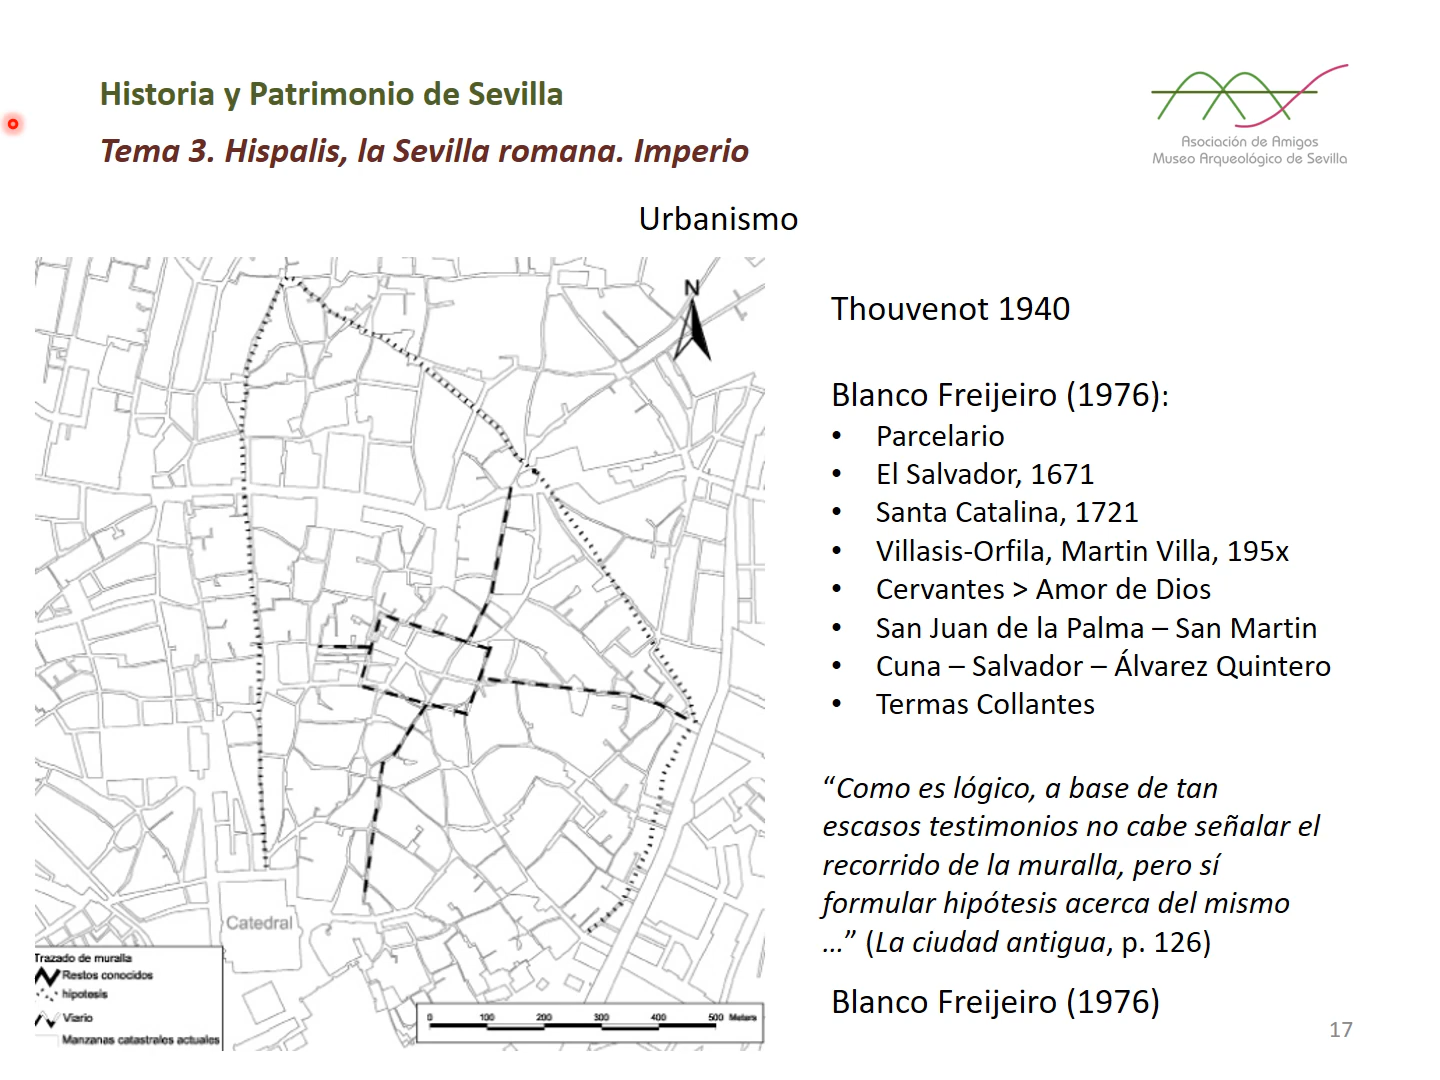 Historia y Patrimonio de Sevilla
Tema 3. Hispalis, la Sevilla romana. Imperio
Asociación de Amigos
Museo Arqueológico de Sevilla
Urbanismo
N
Catedral
Trazado de muralla
Restos conocidos
hipotesis
Viario
Manzanas catastrales actuales
0 100 200 300 400 500 Meters
Thouvenot 1940
Blanco Freijeiro (1976):
• Parcelario
• El Salvador, 1671
• Santa Catalina, 1721
• Villasis-Orfila, Martin Villa, 195x
• Cervantes > Amor de Dios
• San Juan de la Palma – San Martin
• Cuna – Salvador – Álvarez Quintero
• Termas Collantes
“Como es lógico, a base de tan
escasos testimonios no cabe señalar el
recorrido de la muralla, pero sí
formular hipótesis acerca del mismo
…” (La ciudad antigua, p. 126)
Blanco Freijeiro (1976)
17